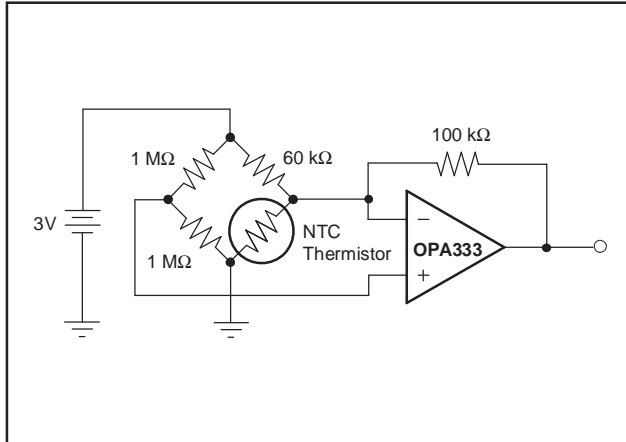 100 kΩ
1 MΩ
60 kΩ
3V
NTC
Thermistor
1 MΩ
−
OPA333
+